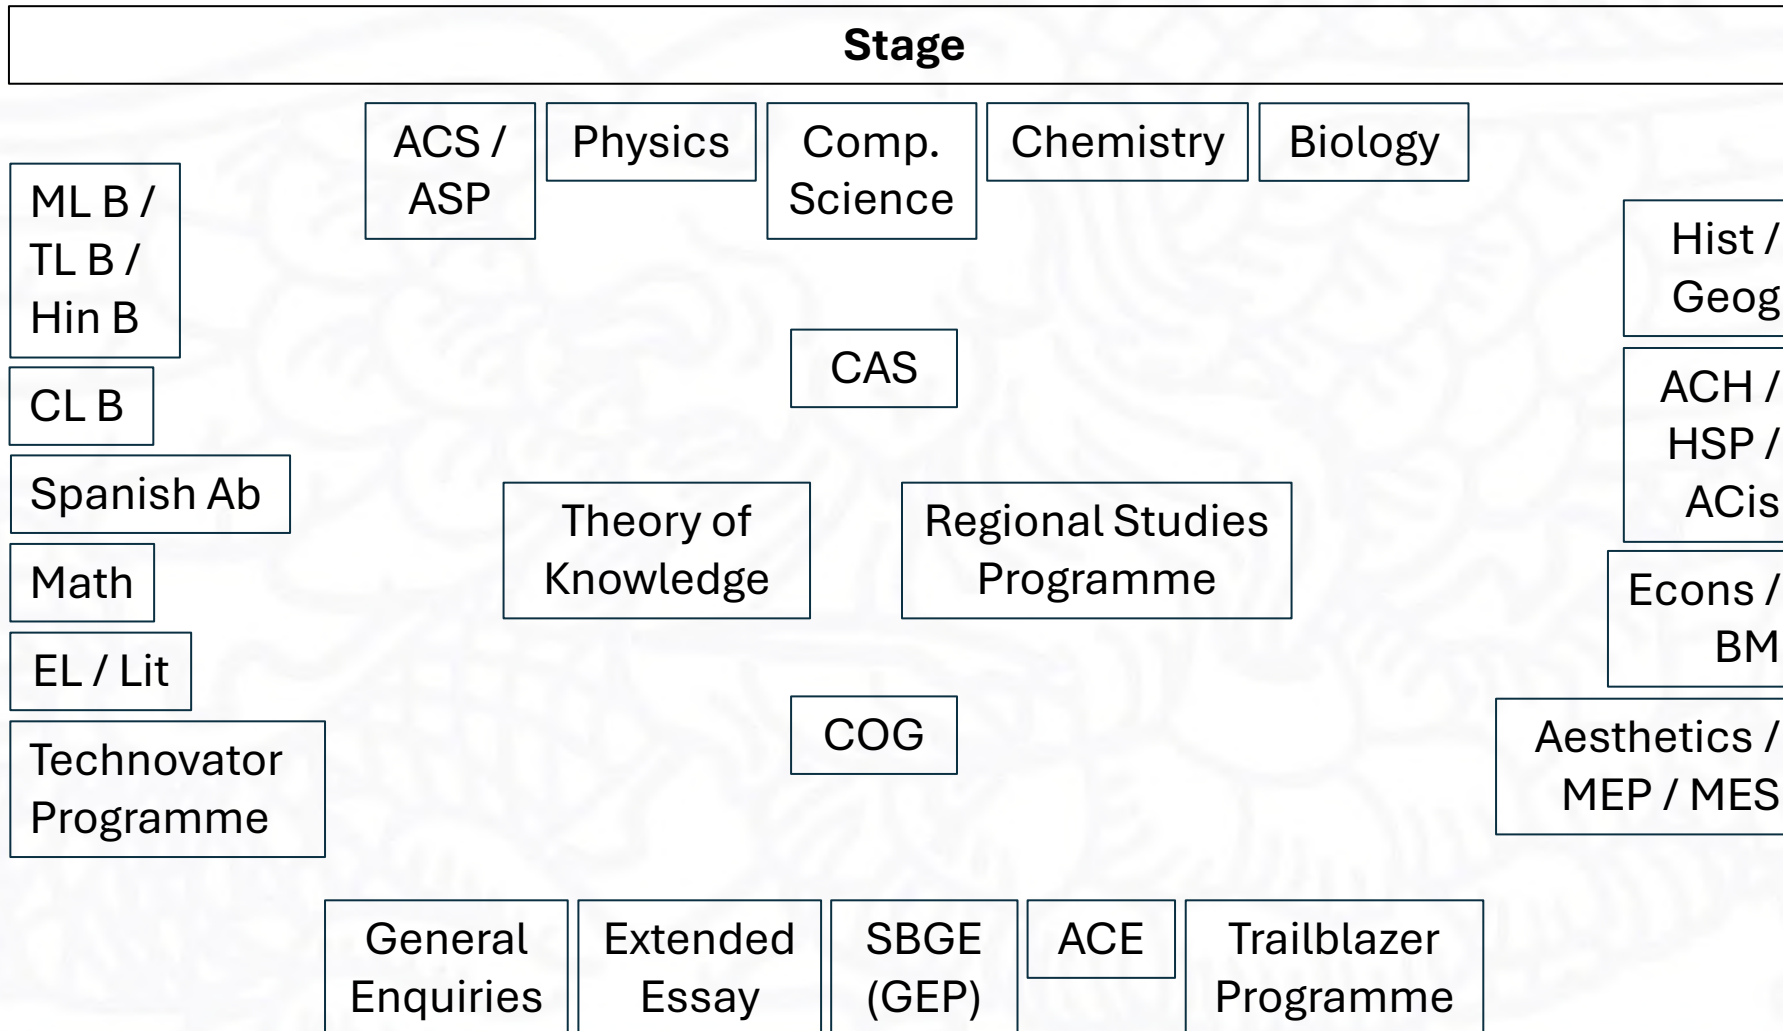 Stage
ACS /
ASP
Physics
Comp.
Science
Chemistry
Biology
ML B /
TL B /
Hin B
CL B
Spanish Ab
Math
EL / Lit
Technovator
Programme
CAS
Theory of
Knowledge
Regional Studies
Programme
COG
Hist /
Geog
ACH /
HSP /
ACis
Econs /
BM
Aesthetics /
MEP / MES
General
Enquiries
Extended
Essay
SBGE
(GEP)
ACE
Trailblazer
Programme